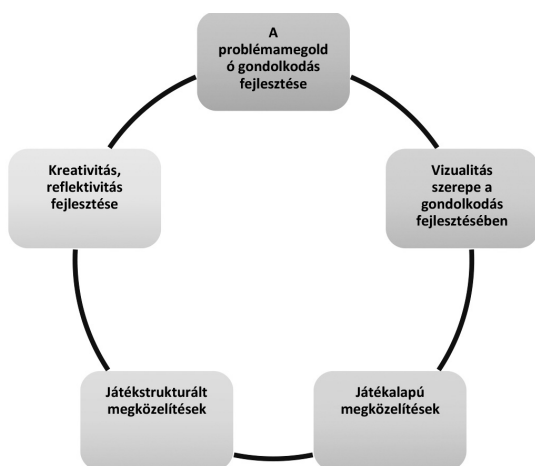 A
problémamegold
ó gondolkodás
fejlesztése
Vizualitás
szerepe a
gondolkodás
fejlesztésében
Játékalapú
megközelítések
Játékstrukturált
megközelítések
Kreativitás,
reflektivitás
fejlesztése